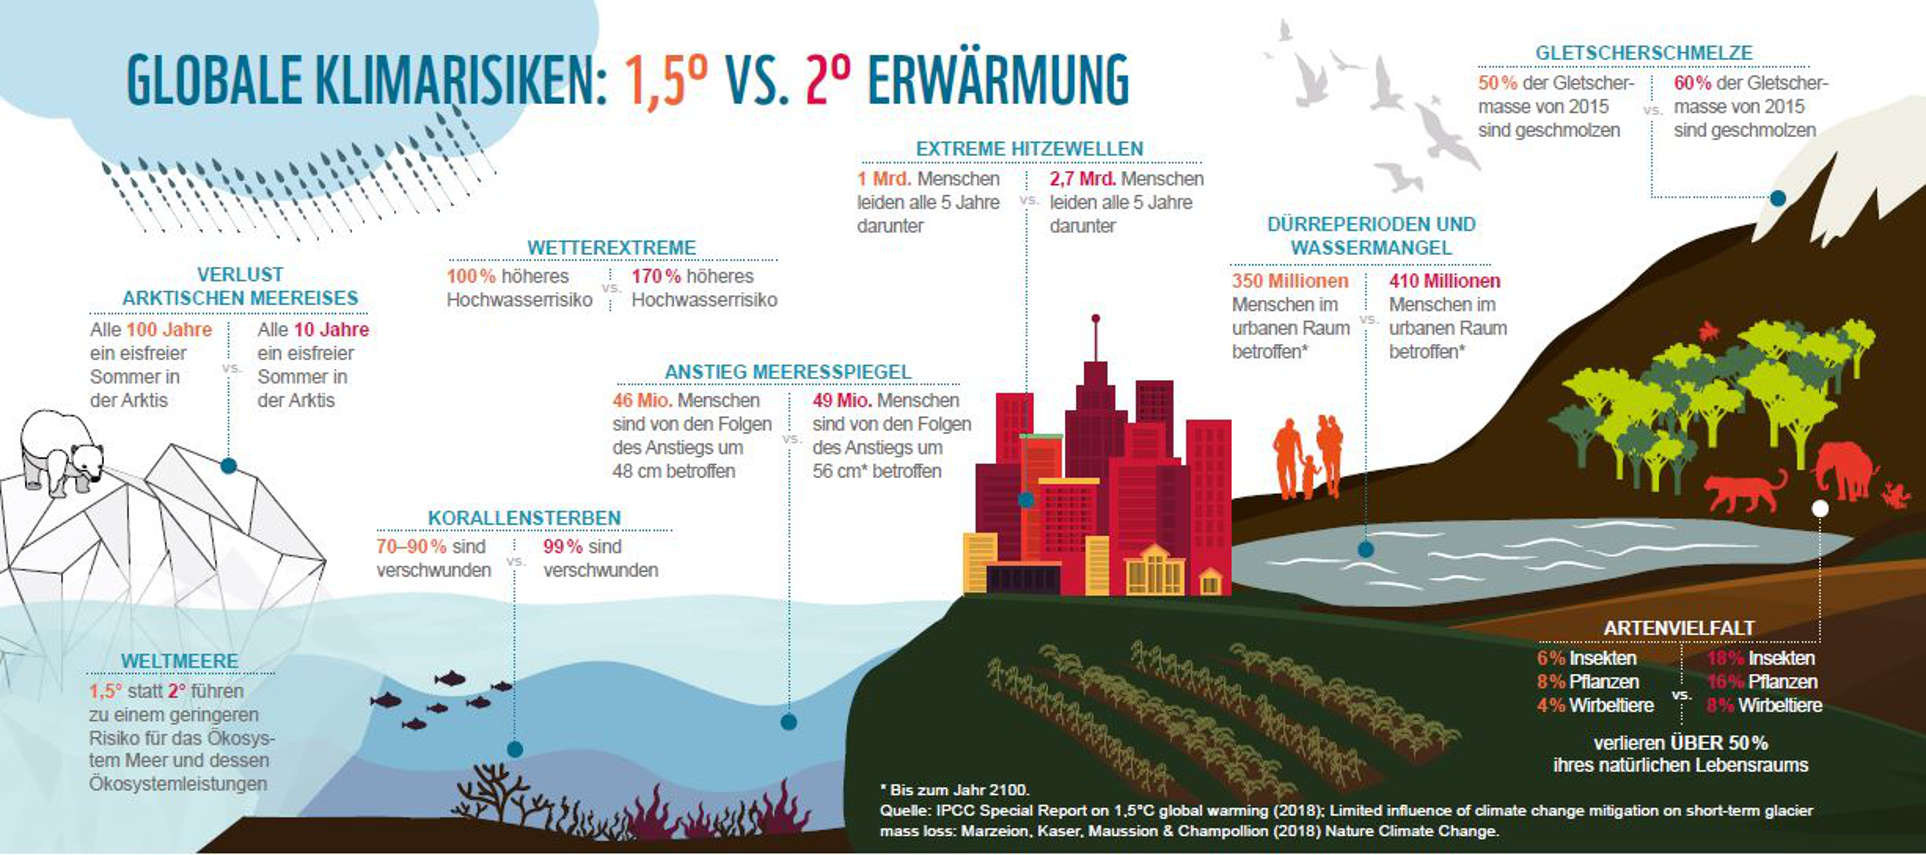 GLOBALE KLIMARISIKEN: 1,5º VS. 2º ERWÄRMUNG
GLETSCHERSCHMELZE
50 % der Gletscher-
masse von 2015
sind geschmolzen
vs.
60 % der Gletscher-
masse von 2015
sind geschmolzen
EXTREME HITZEWELLEN
1 Mrd. Menschen
leiden alle 5 Jahre
darunter
vs.
2,7 Mrd. Menschen
leiden alle 5 Jahre
darunter
DÜRREPERIODEN UND
WASSERMANGEL
350 Millionen
Menschen im
urbanen Raum
betroffen*
vs.
410 Millionen
Menschen im
urbanen Raum
betroffen*
WETTEREXTREME
100 % höheres
Hochwasserrisiko
vs.
170 % höheres
Hochwasserrisiko
VERLUST
ARKTISCHEN MEEREISES
Alle 100 Jahre
ein eisfreier
Sommer in
der Arktis
vs.
Alle 10 Jahre
ein eisfreier
Sommer in
der Arktis
ANSTIEG MEERESSPIEGEL
46 Mio. Menschen
sind von den Folgen
des Anstiegs um
48 cm betroffen
vs.
49 Mio. Menschen
sind von den Folgen
des Anstiegs um
56 cm* betroffen
KORALLENSTERBEN
70–90 % sind
verschwunden
vs.
99 % sind
verschwunden
WELTMEERE
1,5° statt 2° führen
zu einem geringeren
Risiko für das Ökosys-
tem Meer und dessen
Ökosystemleistungen
ARTENVIELFALT
6 % Insekten
8 % Pflanzen
4 % Wirbeltiere
vs.
18 % Insekten
16 % Pflanzen
8 % Wirbeltiere
verlieren ÜBER 50 %
ihres natürlichen Lebensraums
* Bis zum Jahr 2100.
Quelle: IPCC Special Report on 1,5°C global warming (2018); Limited influence of climate change mitigation on short-term glacier
mass loss: Marzeion, Kaser, Maussion & Champollion (2018) Nature Climate Change.